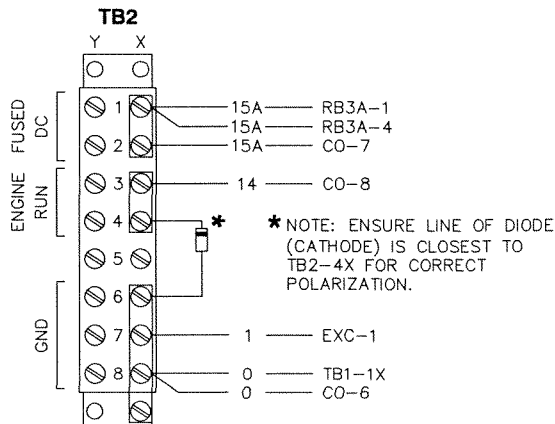 TB2
Y X
FUSED DC
1 15A RB3A-1
15A RB3A-4
2 15A CO-7
ENGINE RUN
3 14 CO-8
4 *
* NOTE: ENSURE LINE OF DIODE
(CATHODE) IS CLOSEST TO
TB2-4X FOR CORRECT
POLARIZATION.
5
GND
6
7 1 EXC-1
8 0 TB1-1X
0 CO-6